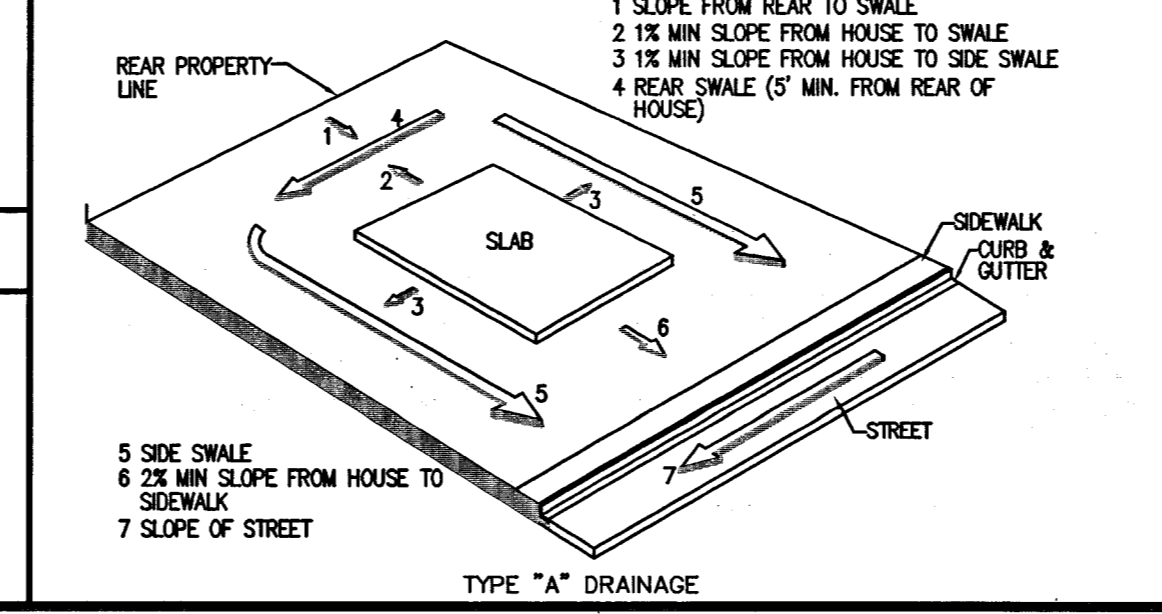 1 SLOPE FROM REAR TO SWALE
2 1% MIN SLOPE FROM HOUSE TO SWALE
3 1% MIN SLOPE FROM HOUSE TO SIDE SWALE
4 REAR SWALE (5' MIN. FROM REAR OF
HOUSE)
REAR PROPERTY
LINE
1
4
2
3
5
SLAB
SIDEWALK
CURB &
GUTTER
3
6
5
STREET
7
5 SIDE SWALE
6 2% MIN SLOPE FROM HOUSE TO
SIDEWALK
7 SLOPE OF STREET
TYPE "A" DRAINAGE